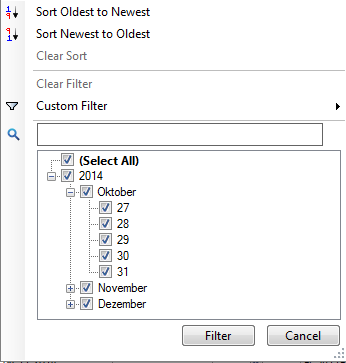 Sort Oldest to Newest
Sort Newest to Oldest
Clear Sort
Clear Filter
Custom Filter
(Select All)
2014
Oktober
27
28
29
30
31
November
Dezember
Filter Cancel